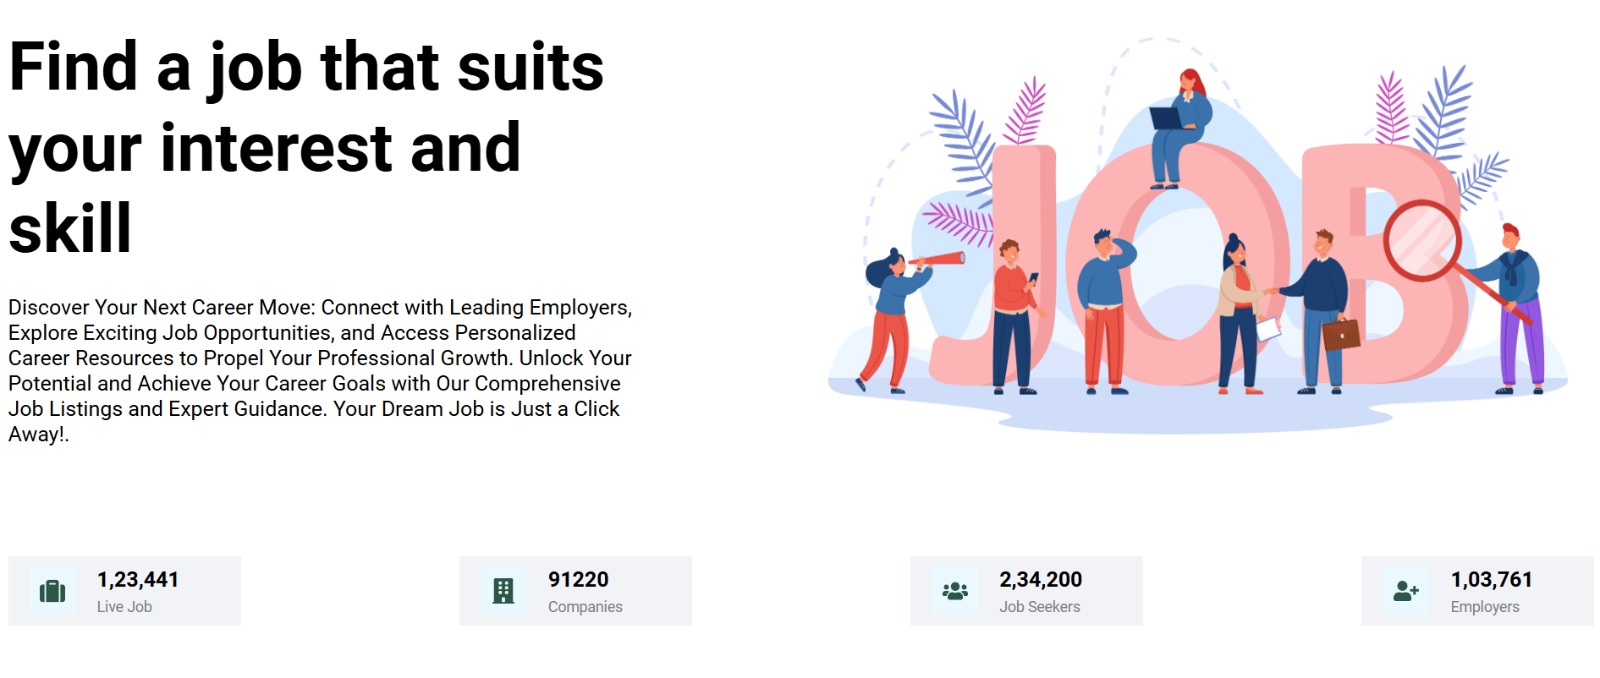 Find a job that suits
your interest and
skill
Discover Your Next Career Move: Connect with Leading Employers,
Explore Exciting Job Opportunities, and Access Personalized
Career Resources to Propel Your Professional Growth. Unlock Your
Potential and Achieve Your Career Goals with Our Comprehensive
Job Listings and Expert Guidance. Your Dream Job is Just a Click
Away!.
JOB
1,23,441
Live Job
91220
Companies
2,34,200
Job Seekers
1,03,761
Employers